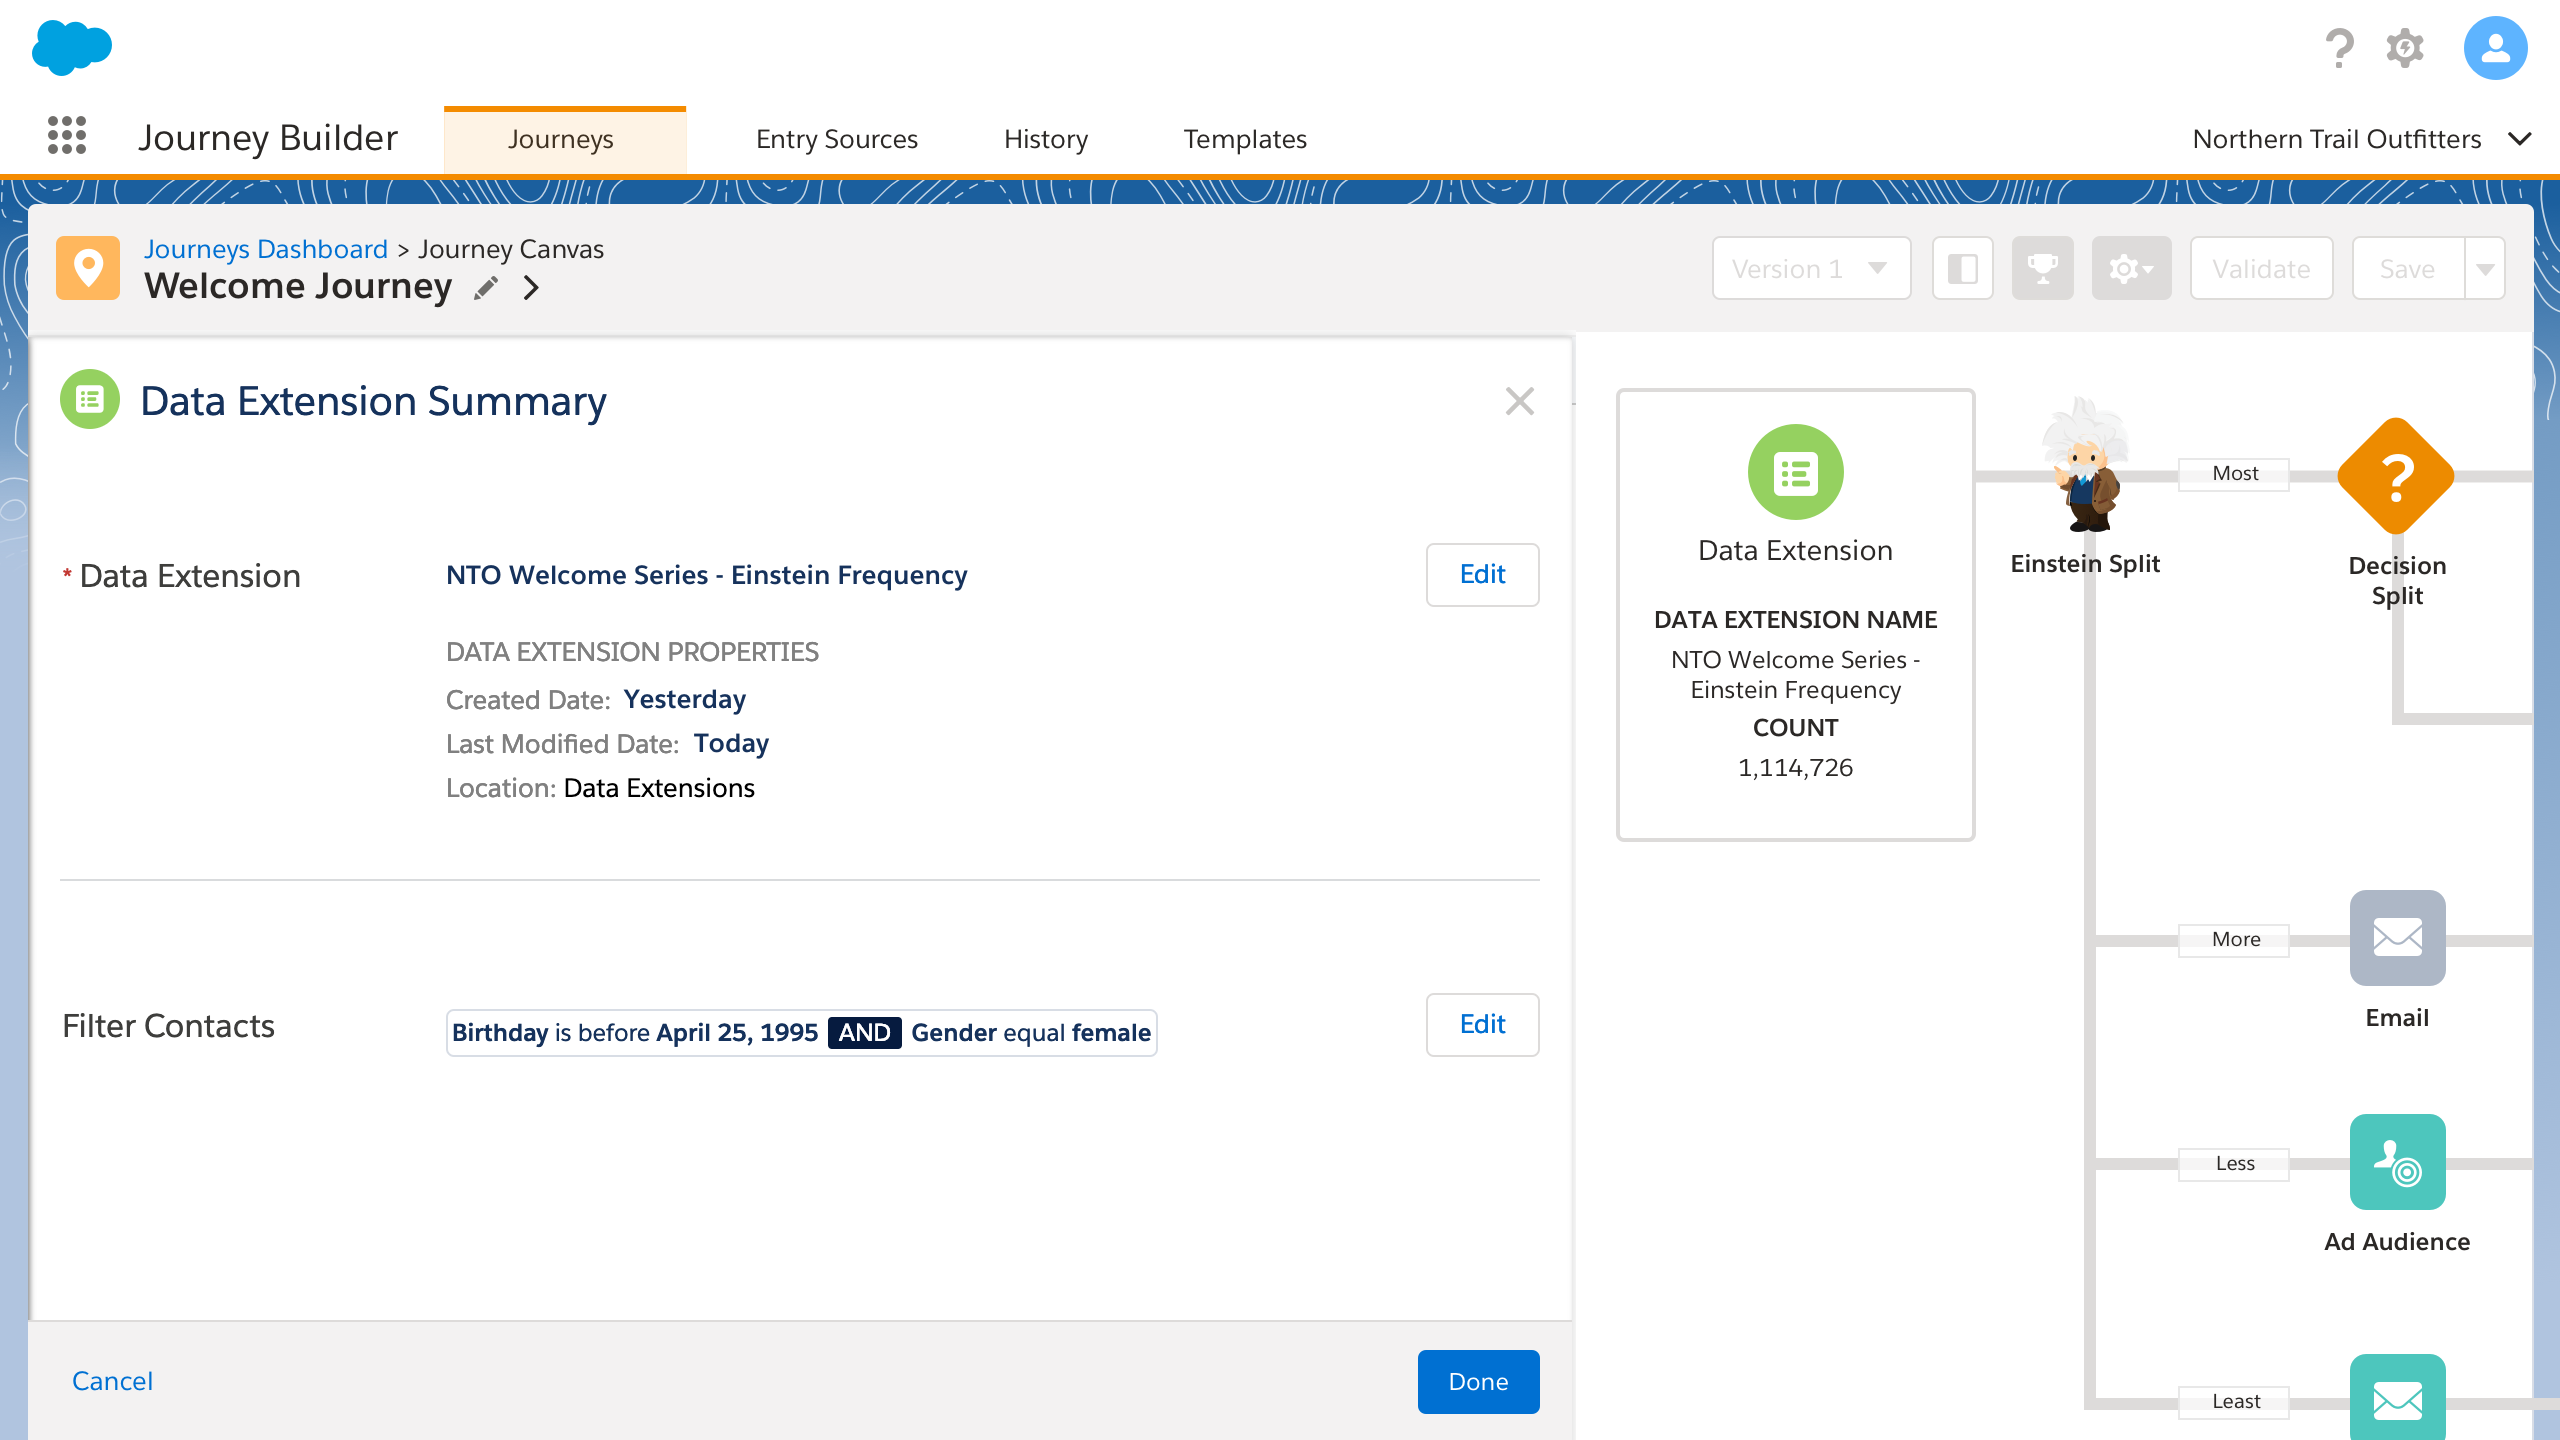 Journey Builder
Journeys
Entry Sources
History
Templates
Northern Trail Outfitters
Journeys Dashboard > Journey Canvas
Welcome Journey
Version 1
Validate
Save
Data Extension Summary
* Data Extension
NTO Welcome Series - Einstein Frequency
Edit
DATA EXTENSION PROPERTIES
Created Date: Yesterday
Last Modified Date: Today
Location: Data Extensions
Filter Contacts
Birthday is before April 25, 1995 AND Gender equal female
Edit
Cancel
Done
Data Extension
DATA EXTENSION NAME
NTO Welcome Series -
Einstein Frequency
COUNT
1,114,726
Einstein Split
Most
?
Decision
Split
More
Email
Less
Ad Audience
Least